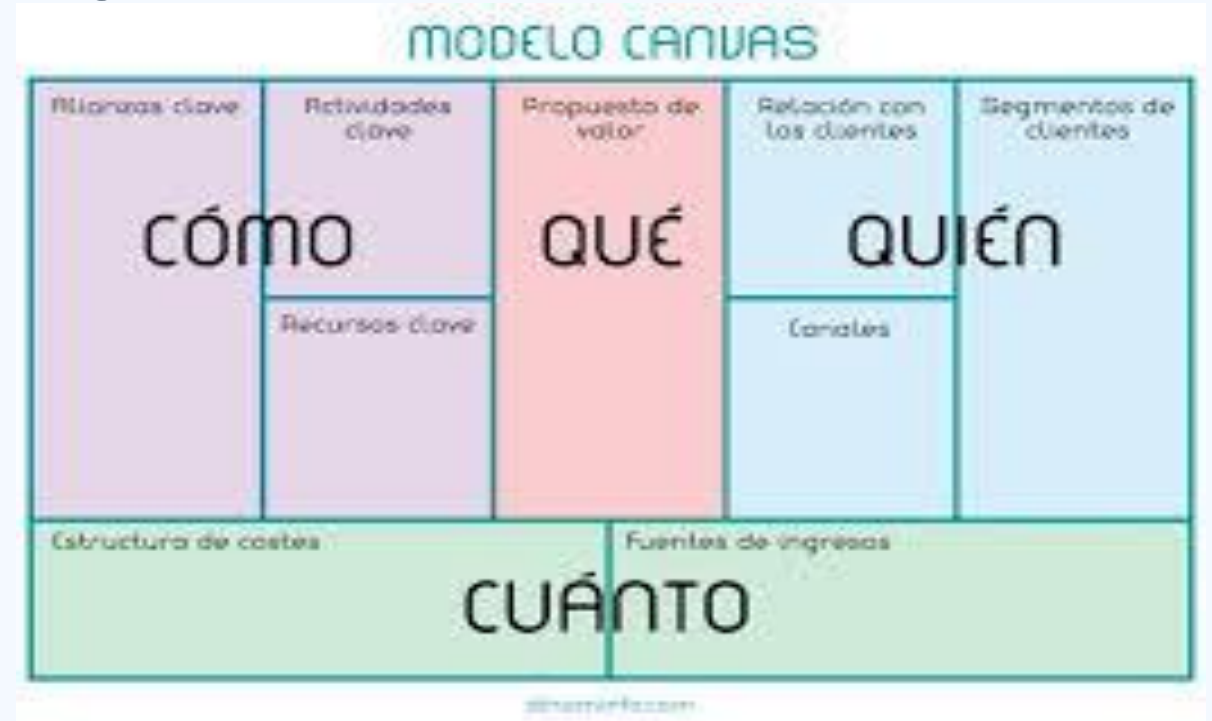 MODELO CANVAS
Alianzas clave
Actividades
clave
Propuesta de
valor
Relación con
los clientes
Segmentos de
clientes
CÓMO
QUÉ
QUIÉN
Recursos clave
Canales
Estructura de costes
Fuentes de ingresos
CUÁNTO